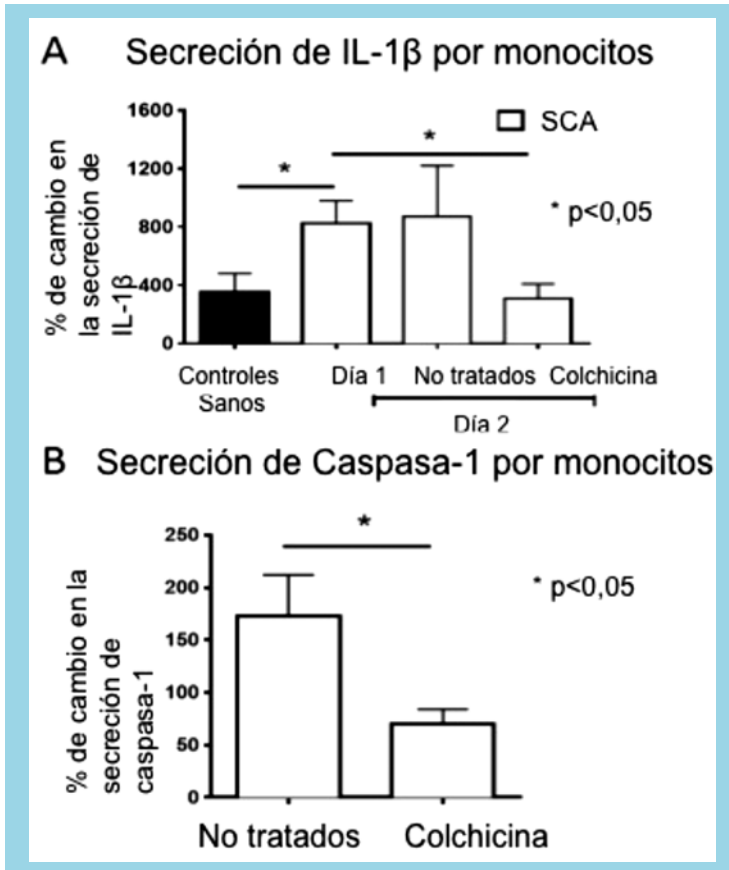 A Secreción de IL-1β por monocitos
% de cambio en
la secreción de
IL-1β
1600
1200
800
400
0
SCA
*
*
* p<0,05
Controles
Sanos
Día 1
No tratados
Colchicina
Día 2
B Secreción de Caspasa-1 por monocitos
% de cambio en la
secreción de
caspasa-1
250
200
150
100
50
0
*
* p<0,05
No tratados
Colchicina